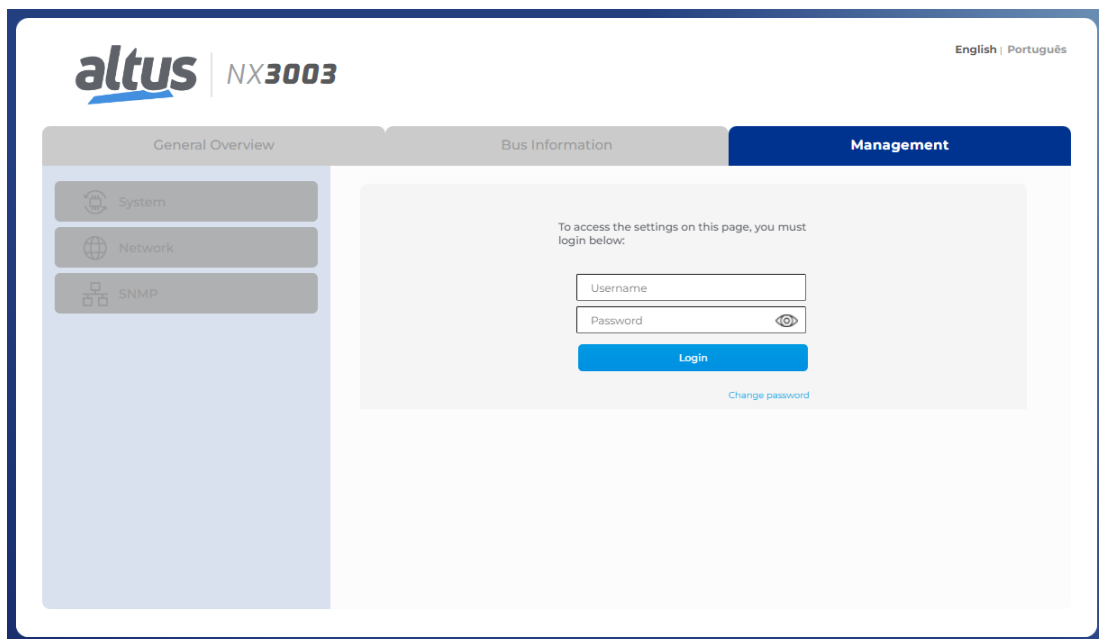 altus NX3003
English | Português
General Overview Bus Information Management
System
Network
SNMP
To access the settings on this page, you must
login below:
Username
Password
Login
Change password